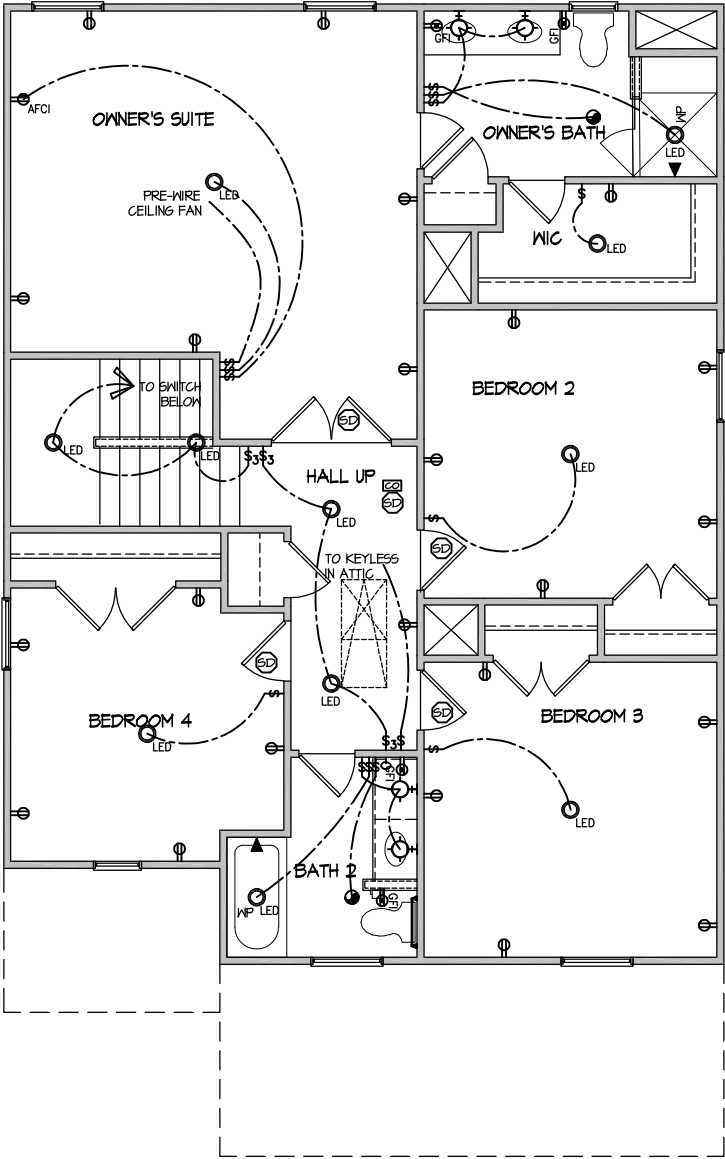 GFI
GFI
AFCI
$
$
$
OWNER'S SUITE
OWNER'S BATH
WP
LED
PRE-WIRE
CEILING FAN
LED
$
WIC
LED
$
$
$
TO SWITCH
BELOW
BEDROOM 2
SD
LED
LED
$3
$3
HALL UP
LED
CO
SD
LED
$
SD
TO KEYLESS
IN ATTIC
SD
$
LED
SD
BEDROOM 4
LED
BEDROOM 3
$
$3
$
$
$
$
GFI
LED
BATH 2
WP
LED
GFI